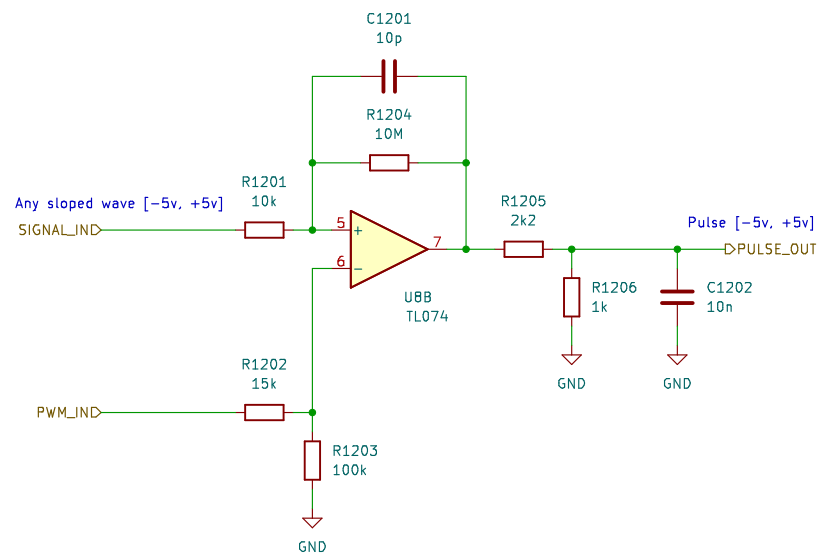 C1201
10p
R1204
10M
R1201
10k
Any sloped wave [-5v, +5v]
SIGNAL_IN
5
+
7
6
-
U8B
TL074
R1205
2k2
Pulse [-5v, +5v]
PULSE_OUT
R1206
1k
C1202
10n
GND
GND
R1202
15k
PWM_IN
R1203
100k
GND